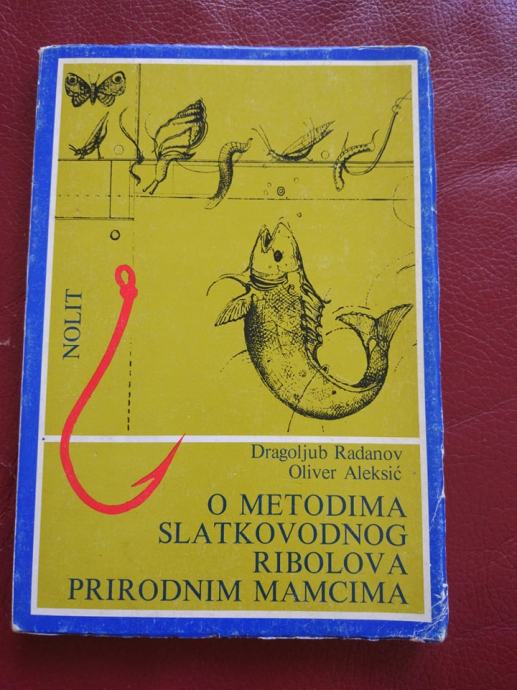 NOLIT
Dragoljub Radanov
Oliver Aleksić
O METODIMA
SLATKOVODNOG
RIBOLOVA
PRIRODNIM MAMCIMA